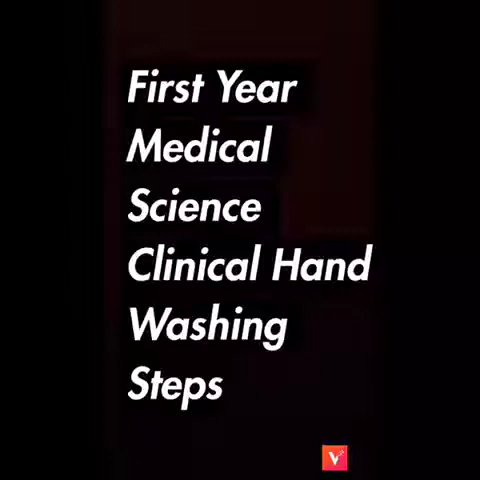 First Year
Medical
Science
Clinical Hand
Washing
Steps
V